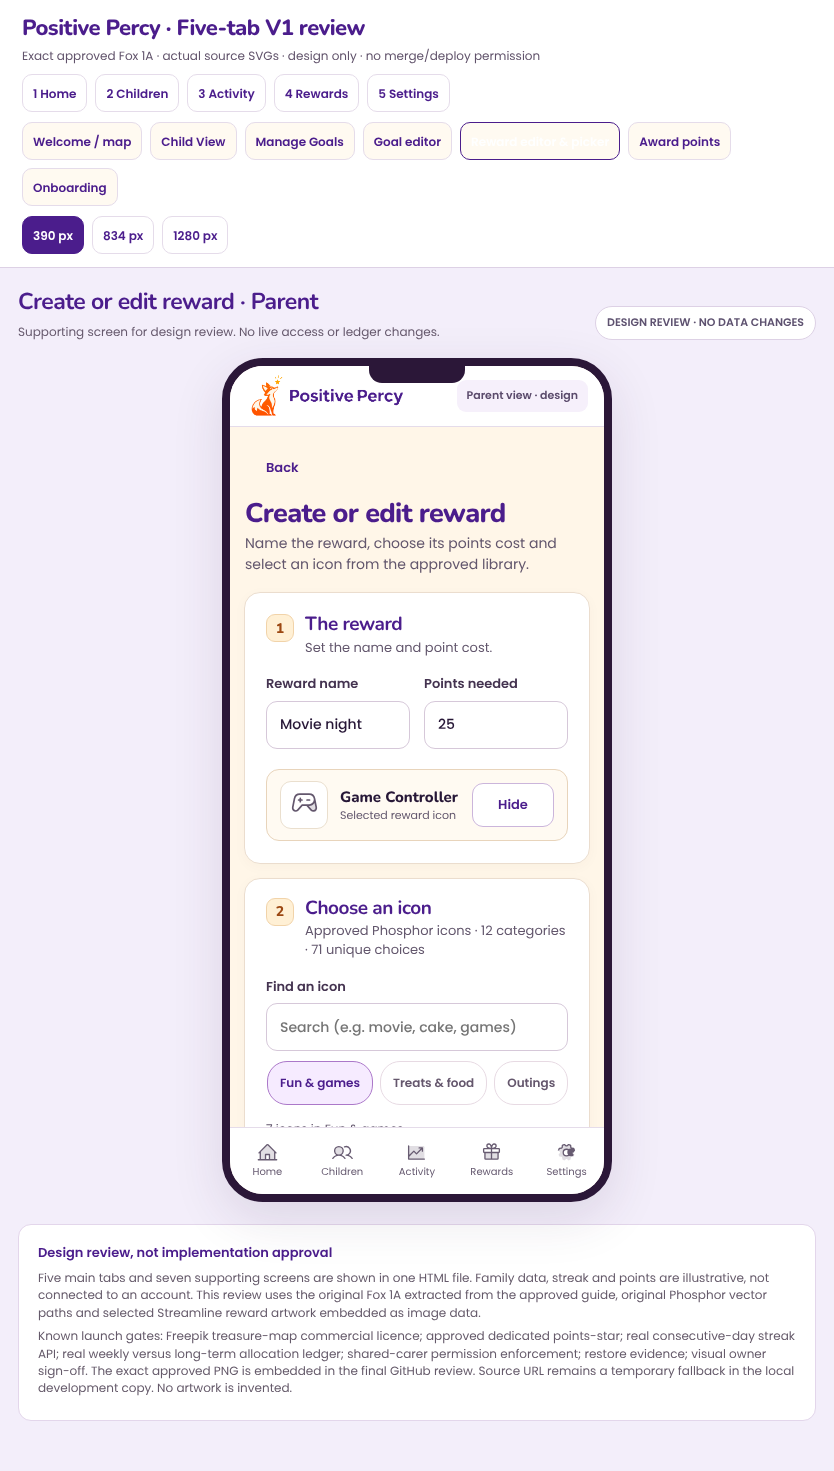 Positive Percy · Five-tab V1 review
Exact approved Fox 1A · actual source SVGs · design only · no merge/deploy permission
1 Home
2 Children
3 Activity
4 Rewards
5 Settings
Welcome / map
Child View
Manage Goals
Goal editor
Reward editor & picker
Award points
Onboarding
390 px
834 px
1280 px
Create or edit reward · Parent
Supporting screen for design review. No live access or ledger changes.
DESIGN REVIEW · NO DATA CHANGES
Positive Percy
Parent view · design
Back
Create or edit reward
Name the reward, choose its points cost and
select an icon from the approved library.
1
The reward
Set the name and point cost.
Reward name
Points needed
Movie night
25
Game Controller
Selected reward icon
Hide
2
Choose an icon
Approved Phosphor icons · 12 categories
· 71 unique choices
Find an icon
Search (e.g. movie, cake, games)
Fun & games
Treats & food
Outings
7 icons in Fun & games
Home
Children
Activity
Rewards
Settings
Design review, not implementation approval
Five main tabs and seven supporting screens are shown in one HTML file. Family data, streak and points are illustrative, not
connected to an account. This review uses the original Fox 1A extracted from the approved guide, original Phosphor vector
paths and selected Streamline reward artwork embedded as image data.
Known launch gates: Freepik treasure-map commercial licence; approved dedicated points-star; real consecutive-day streak
API; real weekly versus long-term allocation ledger; shared-carer permission enforcement; restore evidence; visual owner
sign-off. The exact approved PNG is embedded in the final GitHub review. Source URL remains a temporary fallback in the local
development copy. No artwork is invented.